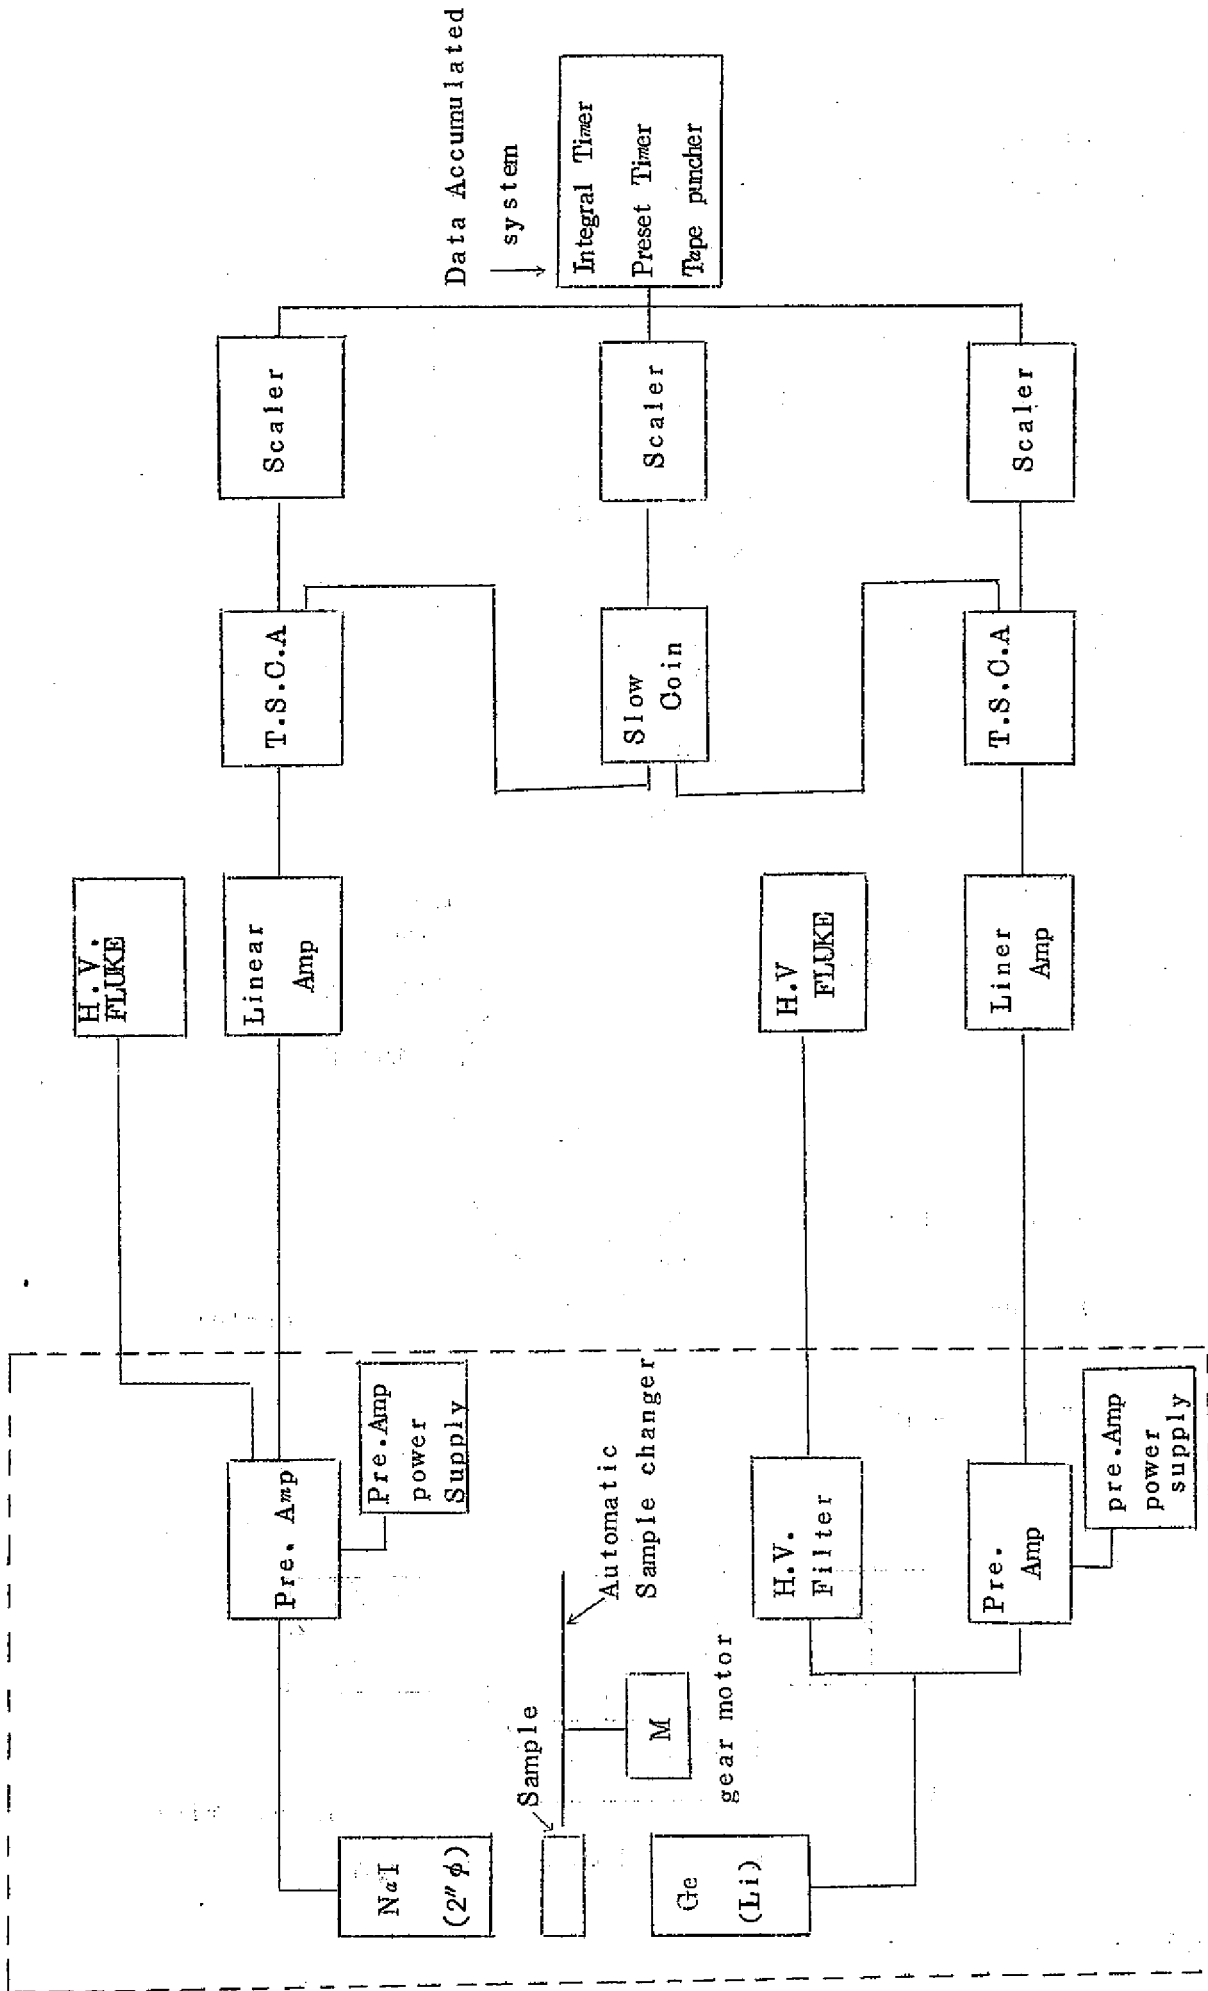 Data Accumulated
system
Integral Timer
Preset Timer
Tape puncher
Scaler
Scaler
Scaler
T.S.C.A
Slow
Coin
T.S.C.A
H.V.
FLUKE
Linear
Amp
H.V
FLUKE
Liner
Amp
Pre. Amp
Pre.Amp
power
Supply
Automatic
Sample changer
H.V.
Filter
Pre.
Amp
pre.Amp
power
supply
Sample
M
gear motor
NaI
(2"φ)
Ge
(Li)